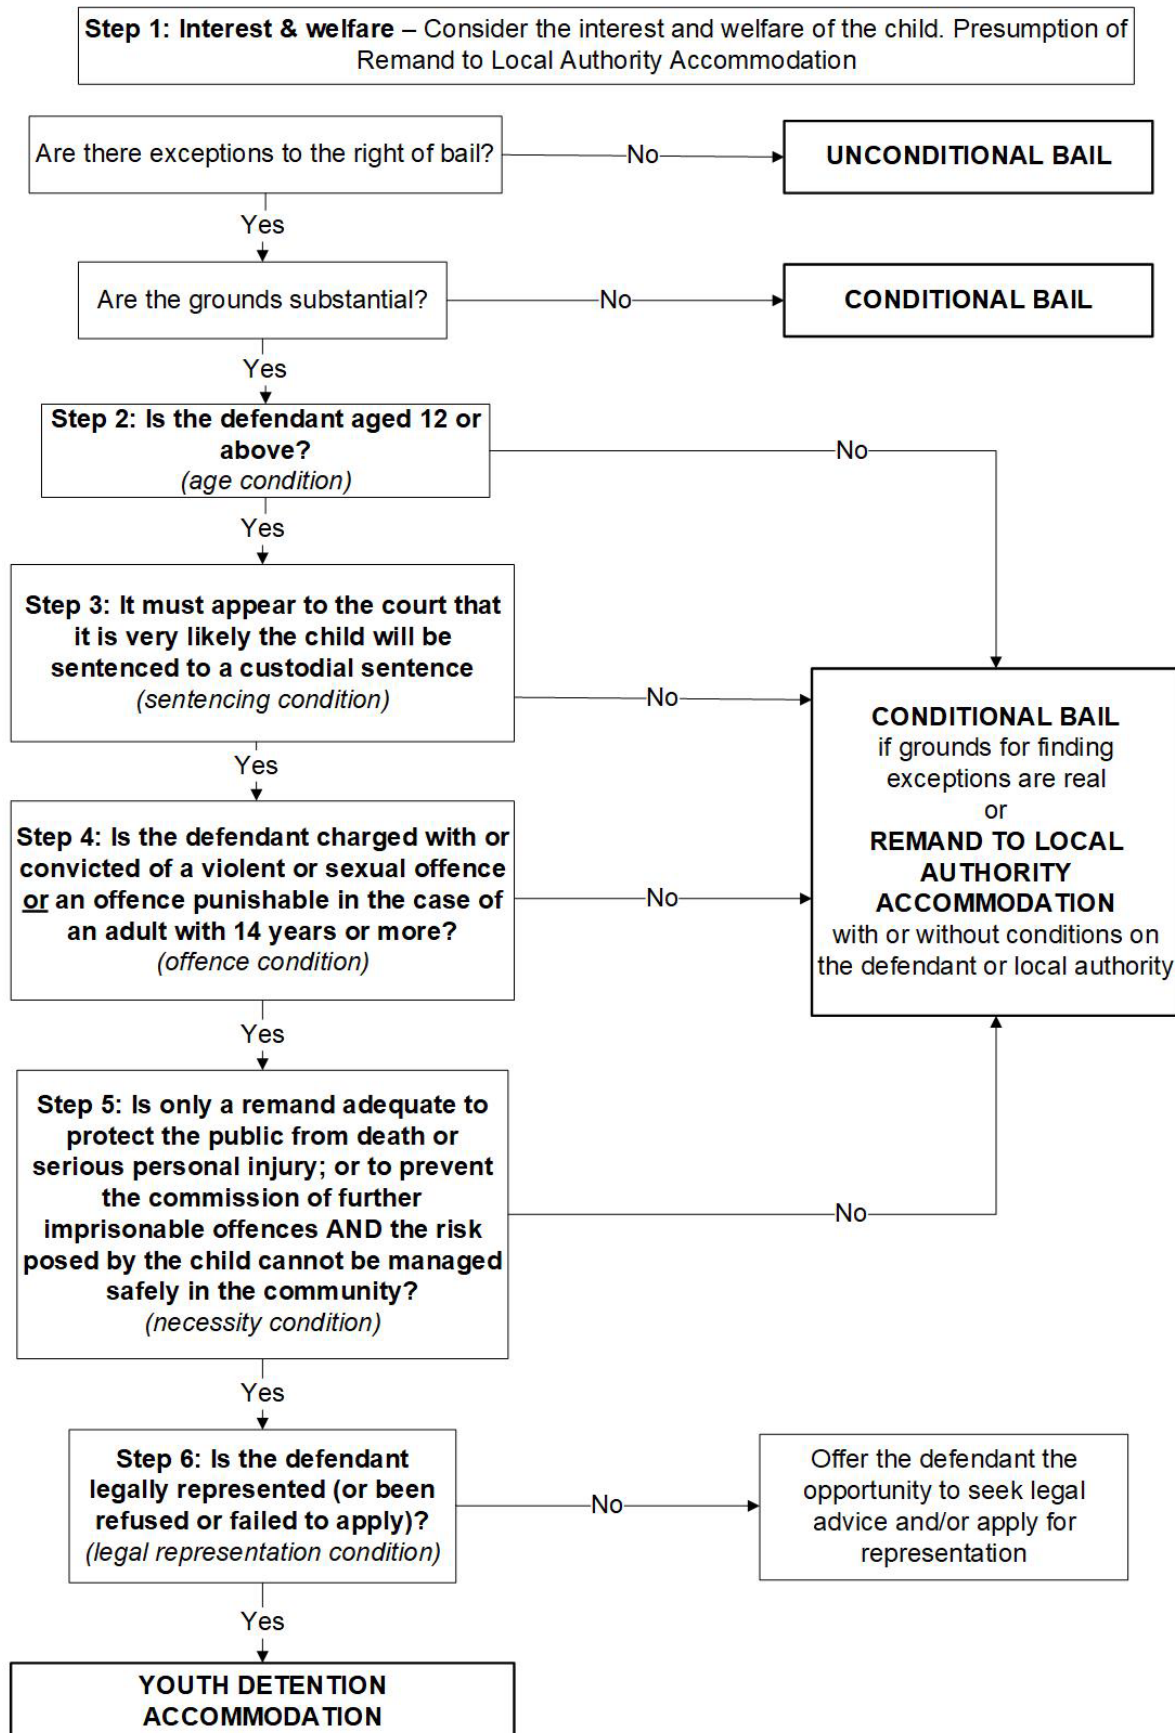 Step 1: Interest & welfare – Consider the interest and welfare of the child. Presumption of
Remand to Local Authority Accommodation
Are there exceptions to the right of bail?
No
UNCONDITIONAL BAIL
Yes
Are the grounds substantial?
No
CONDITIONAL BAIL
Yes
Step 2: Is the defendant aged 12 or
above?
(age condition)
No
Yes
Step 3: It must appear to the court that
it is very likely the child will be
sentenced to a custodial sentence
(sentencing condition)
No
Yes
CONDITIONAL BAIL
if grounds for finding
exceptions are real
or
REMAND TO LOCAL
AUTHORITY
ACCOMMODATION
with or without conditions on
the defendant or local authority
Step 4: Is the defendant charged with or
convicted of a violent or sexual offence
or an offence punishable in the case of
an adult with 14 years or more?
(offence condition)
No
Yes
Step 5: Is only a remand adequate to
protect the public from death or
serious personal injury; or to prevent
the commission of further
imprisonable offences AND the risk
posed by the child cannot be managed
safely in the community?
(necessity condition)
No
Yes
Step 6: Is the defendant
legally represented (or been
refused or failed to apply)?
(legal representation condition)
No
Offer the defendant the
opportunity to seek legal
advice and/or apply for
representation
Yes
YOUTH DETENTION
ACCOMMODATION